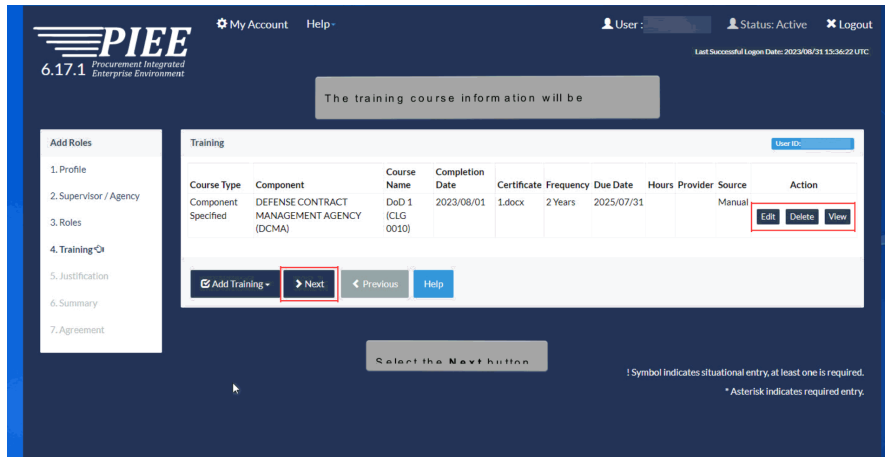 My Account Help
User :
Status: Active
Logout
PIEE
Procurement Integrated
Enterprise Environment
6.17.1
Last Successful Logon Date: 2023/08/31 15:36:22 UTC
The training course information will be
Add Roles
1. Profile
2. Supervisor / Agency
3. Roles
4. Training
5. Justification
6. Summary
7. Agreement
Training
User ID:
Course Type Component Course Name Completion Date Certificate Frequency Due Date Hours Provider Source Action
Component Specified DEFENSE CONTRACT MANAGEMENT AGENCY (DCMA) DoD 1 (CLG 0010) 2023/08/01 1.docx 2 Years 2025/07/31 Manual Edit Delete View
Add Training Next Previous Help
Select the Next button
! Symbol indicates situational entry, at least one is required.
* Asterisk indicates required entry.